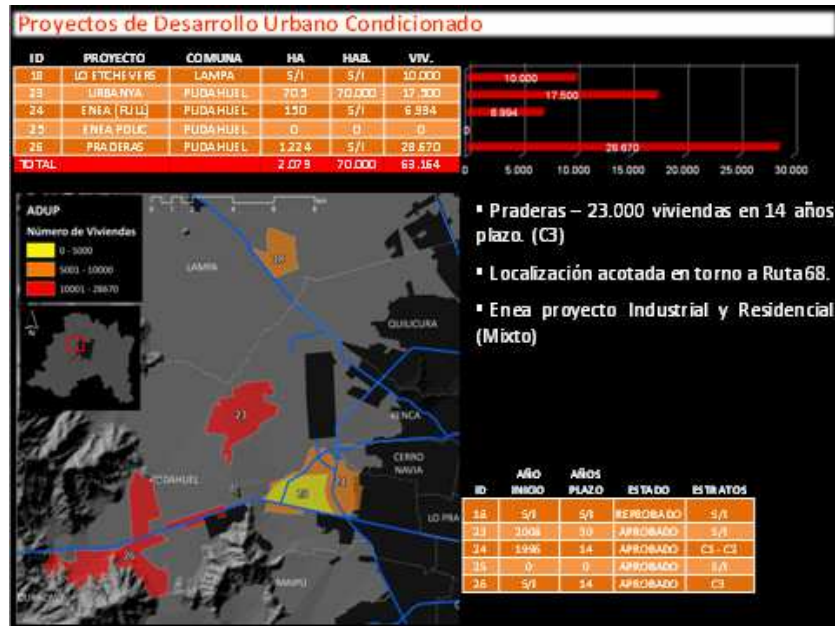 Proyectos de Desarrollo Urbano Condicionado
ID PROYECTO COMUNA HA HAB. VIV.
18 LO ETCHEVERS LAMPA S/I S/I 10.000
23 URBANYA PUDAHUEL 705 70.000 17.500
24 ENEA (FULL) PUDAHUEL 150 S/I 6.994
25 ENEA POLIC PUDAHUEL 0 0 0
26 PRADERAS PUDAHUEL 1.224 S/I 28.670
TOTAL 2.079 70.000 63.164
10.000
17.500
6.994
0
28.670
0 5.000 10.000 15.000 20.000 25.000 30.000
ADUP
Número de Viviendas
0 - 5000
5001 - 10000
10001 - 28670
N
LAMPA
QUILICURA
23
RENCA
CERRO
NAVIA
PUDAHUEL
LO PRA
26
MAIPÚ
▪ Praderas – 23.000 viviendas en 14 años
plazo. (C3)
▪ Localización acotada en torno a Ruta 68.
▪ Enea proyecto Industrial y Residencial
(Mixto)
ID AÑO INICIO AÑOS PLAZO ESTADO ESTRATOS
S/I S/I REPROBADO S/I
23 2008 APROBADO S/I
24 1996 14 APROBADO
25 0 0 APROBADO S/I
26 S/I 14 APROBADO C3